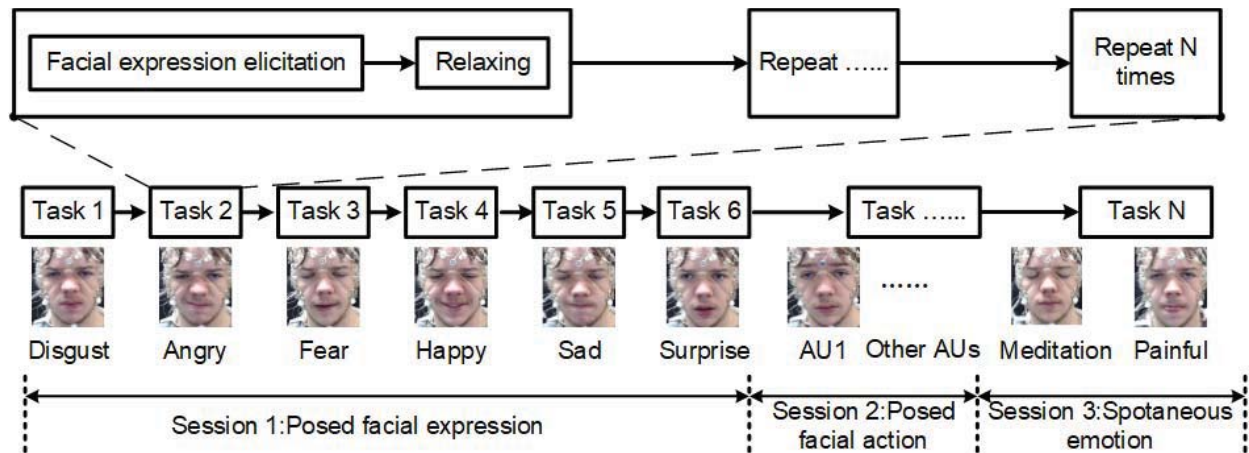 Facial expression elicitation
Relaxing
Repeat …...
Repeat N
times
Task 1
Task 2
Task 3
Task 4
Task 5
Task 6
Task …...
Task N
……
Disgust
Angry
Fear
Happy
Sad
Surprise
AU1
Other AUs
Meditation
Painful
Session 1:Posed facial expression
Session 2:Posed
facial action
Session 3:Spotaneous
emotion